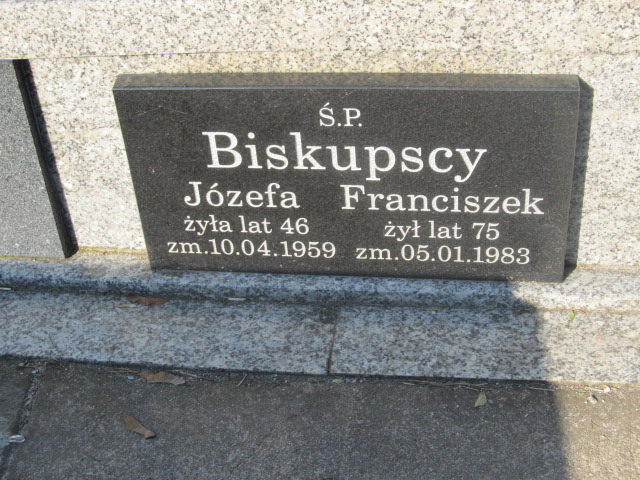 Ś.P.
Biskupscy
Józefa Franciszek
żyła lat 46 żył lat 75
zm.10.04.1959 zm.05.01.1983